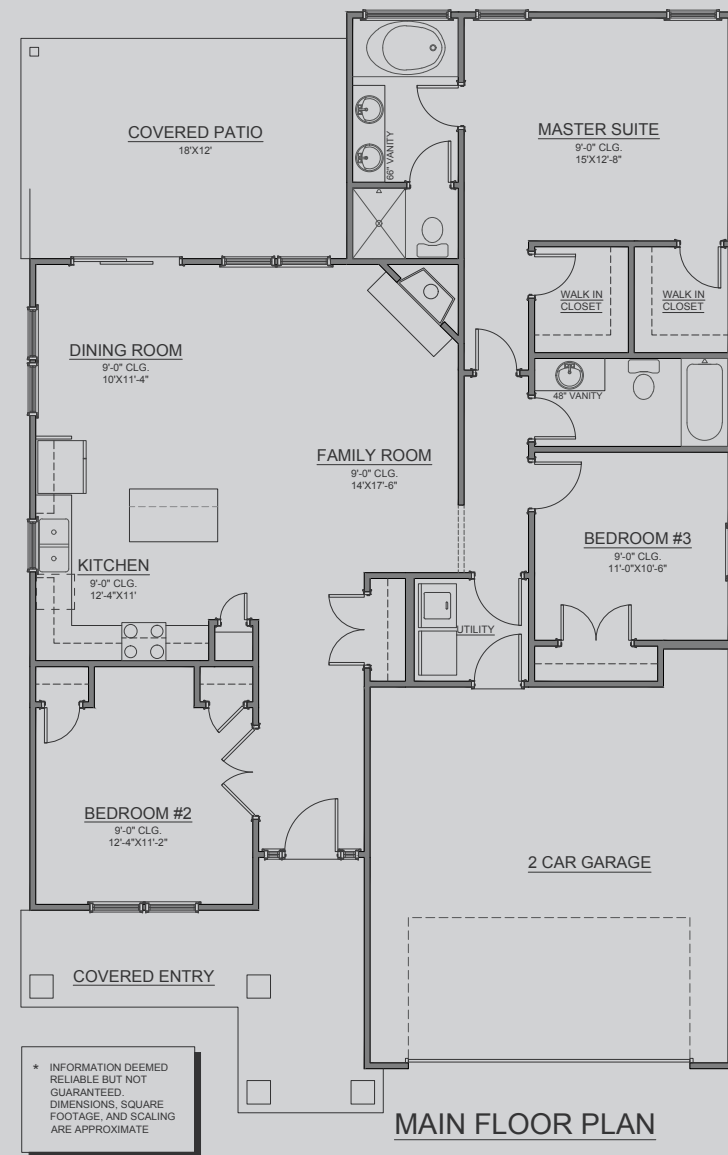 COVERED PATIO
18'X12'
66" VANITY
MASTER SUITE
9'-0" CLG.
15'X12'-8"
WALK IN
CLOSET
WALK IN
CLOSET
DINING ROOM
9'-0" CLG.
10'X11'-4"
48" VANITY
FAMILY ROOM
9'-0" CLG.
14'X17'-6"
BEDROOM #3
9'-0" CLG.
11'-0"X10'-6"
KITCHEN
9'-0" CLG.
12'-4"X11'
UTILITY
BEDROOM #2
9'-0" CLG.
12'-4"X11'-2"
2 CAR GARAGE
COVERED ENTRY
* INFORMATION DEEMED
RELIABLE BUT NOT
GUARANTEED.
DIMENSIONS, SQUARE
FOOTAGE, AND SCALING
ARE APPROXIMATE
MAIN FLOOR PLAN